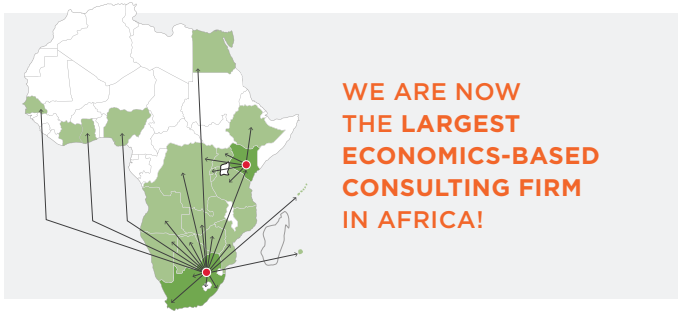 WE ARE NOW
THE LARGEST
ECONOMICS-BASED
CONSULTING FIRM
IN AFRICA!